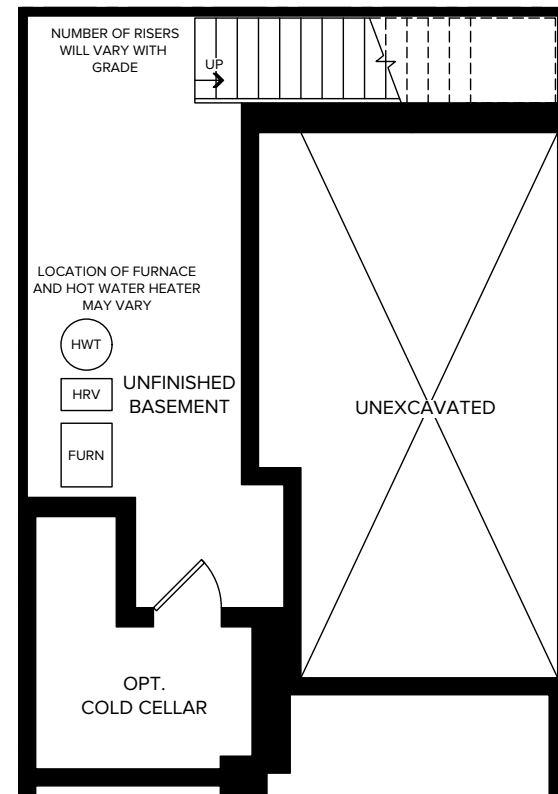 NUMBER OF RISERS
WILL VARY WITH
GRADE
UP
LOCATION OF FURNACE
AND HOT WATER HEATER
MAY VARY
HWT
HRV
FURN
UNFINISHED
BASEMENT
UNEXCAVATED
OPT.
COLD CELLAR